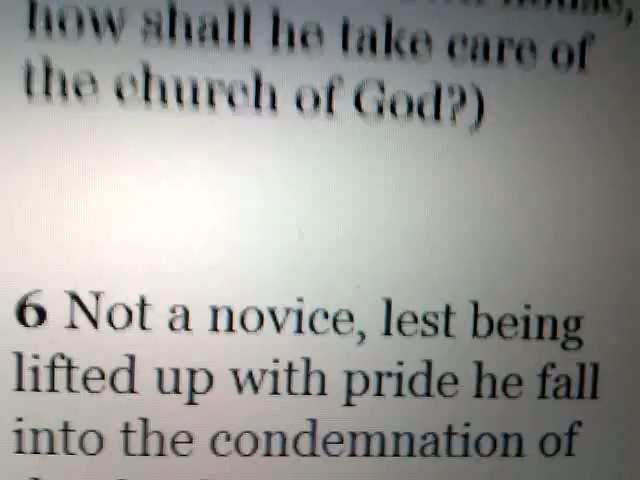 how shall he take care of
the church of God?)
6 Not a novice, lest being
lifted up with pride he fall
into the condemnation of